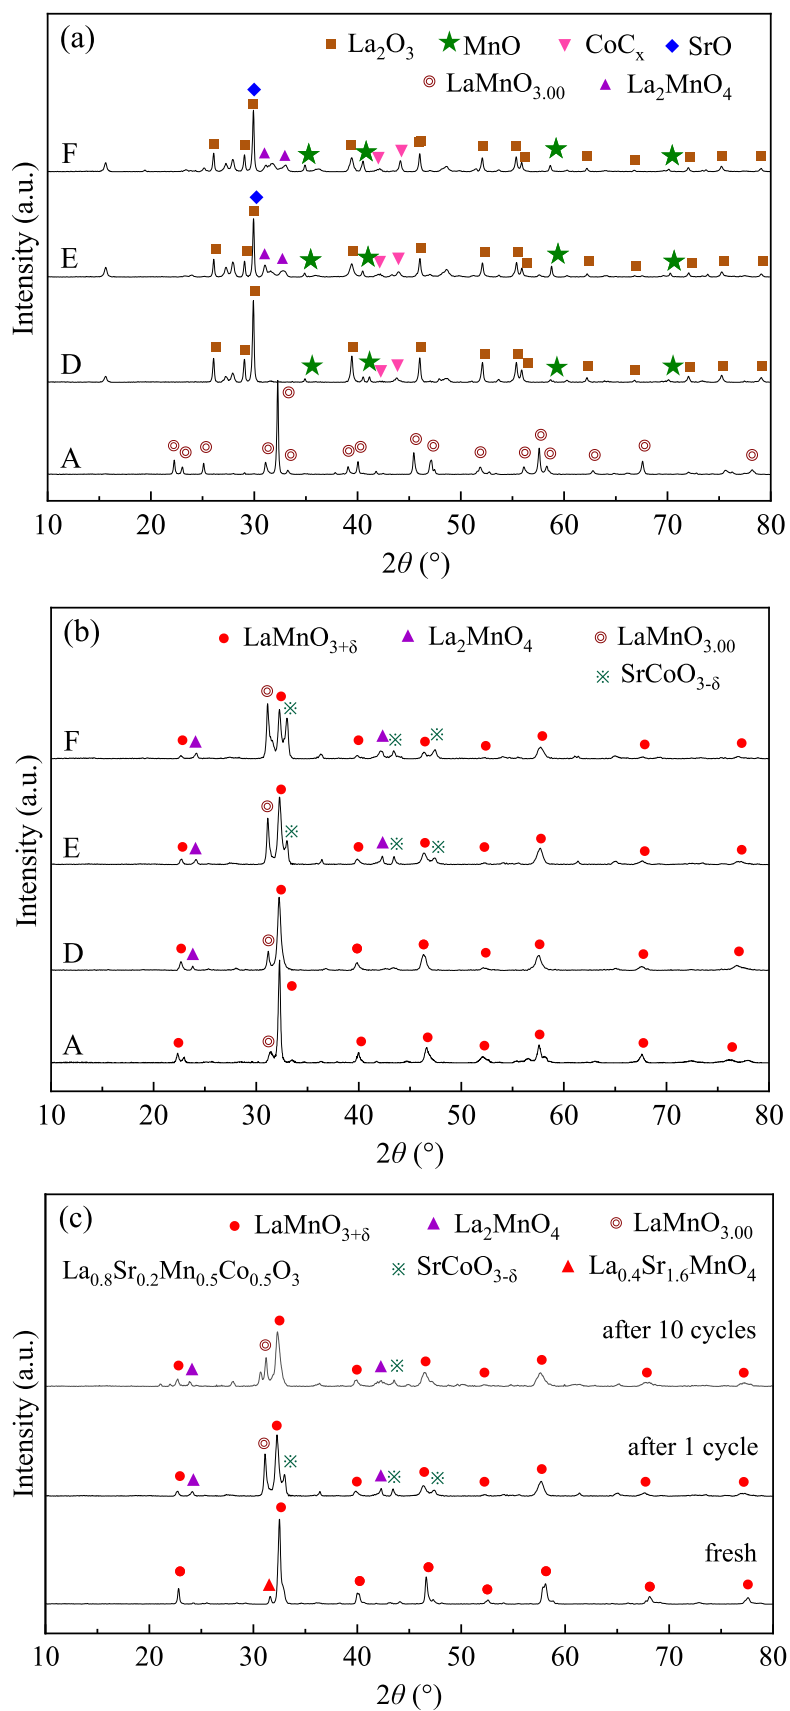 (a)
La₂O₃ MnO CoCₓ SrO
LaMnO₃.₀₀ La₂MnO₄
F
E
D
A
Intensity (a.u.)
10 20 30 40 50 60 70 80
2θ (°)
(b)
LaMnO₃₊δ La₂MnO₄ LaMnO₃.₀₀
SrCoO₃₋δ
F
E
D
A
Intensity (a.u.)
10 20 30 40 50 60 70 80
2θ (°)
(c)
LaMnO₃₊δ La₂MnO₄ LaMnO₃.₀₀
La₀.₈Sr₀.₂Mn₀.₅Co₀.₅O₃ SrCoO₃₋δ La₀.₄Sr₁.₆MnO₄
after 10 cycles
after 1 cycle
fresh
Intensity (a.u.)
10 20 30 40 50 60 70 80
2θ (°)